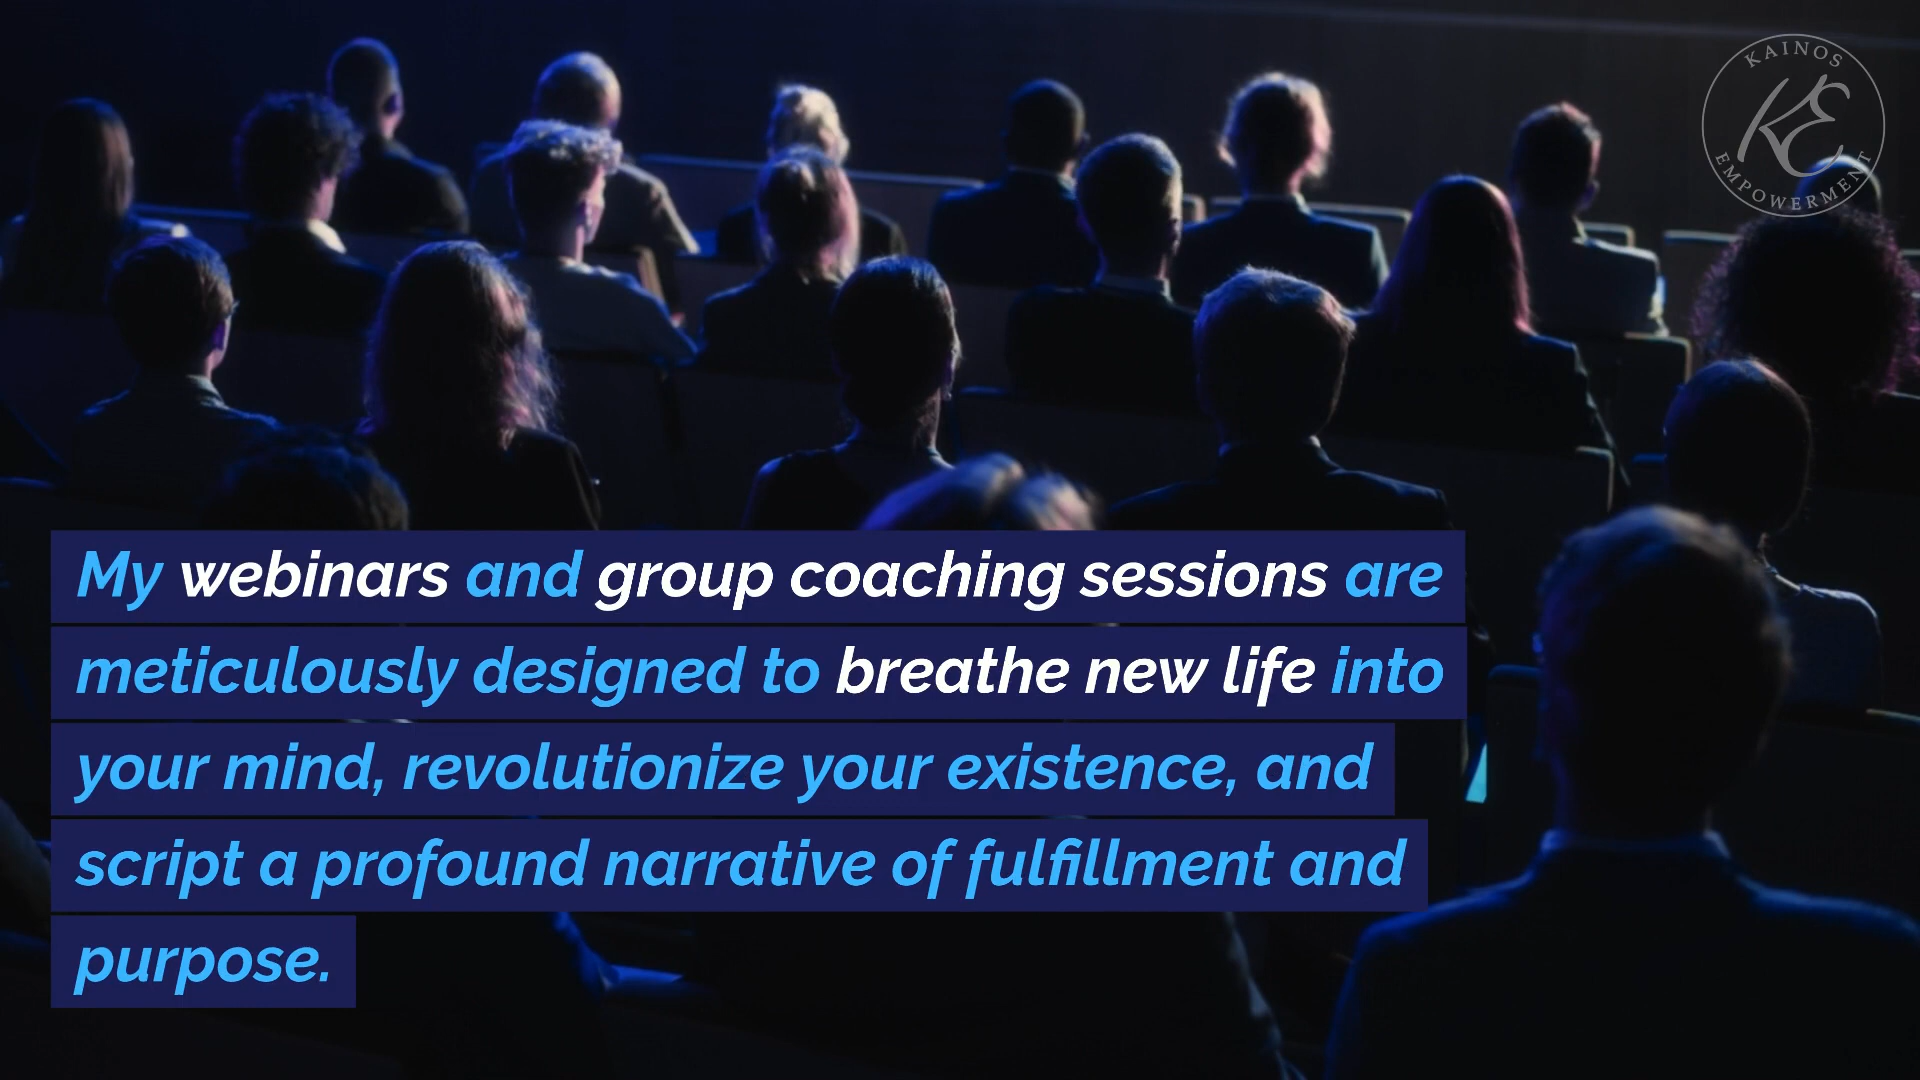 KAINOS
KE
EMPOWERMENT
My webinars and group coaching sessions are
meticulously designed to breathe new life into
your mind, revolutionize your existence, and
script a profound narrative of fulfillment and
purpose.